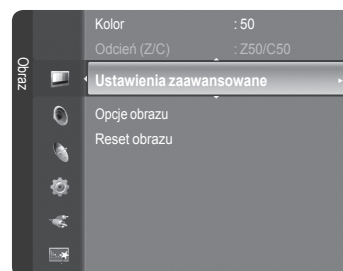 Obraz
Kolor : 50
Odcień (Z/C) : Z50/C50
Ustawienia zaawansowane
Opcje obrazu
Reset obrazu